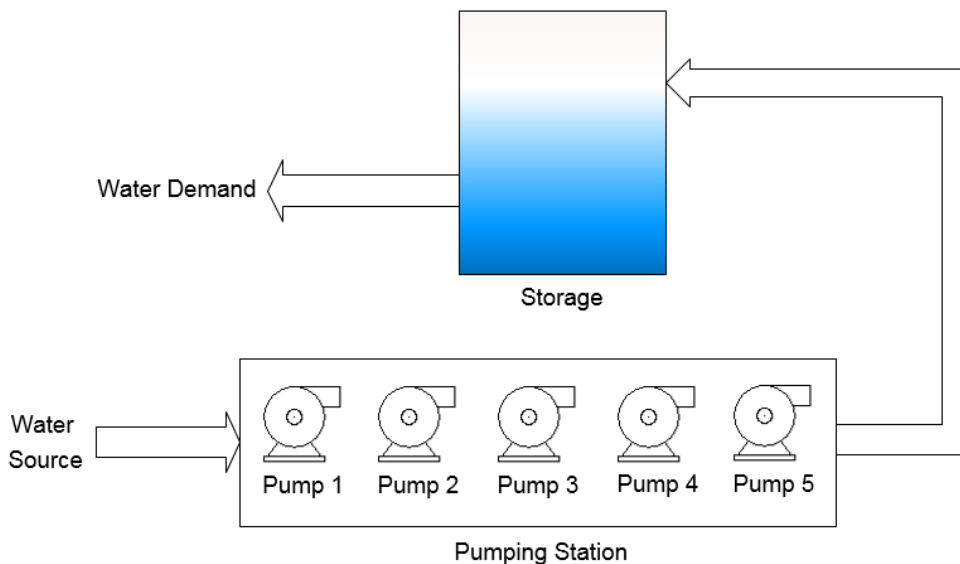 Water Demand
Storage
Water
Source
Pump 1
Pump 2
Pump 3
Pump 4
Pump 5
Pumping Station